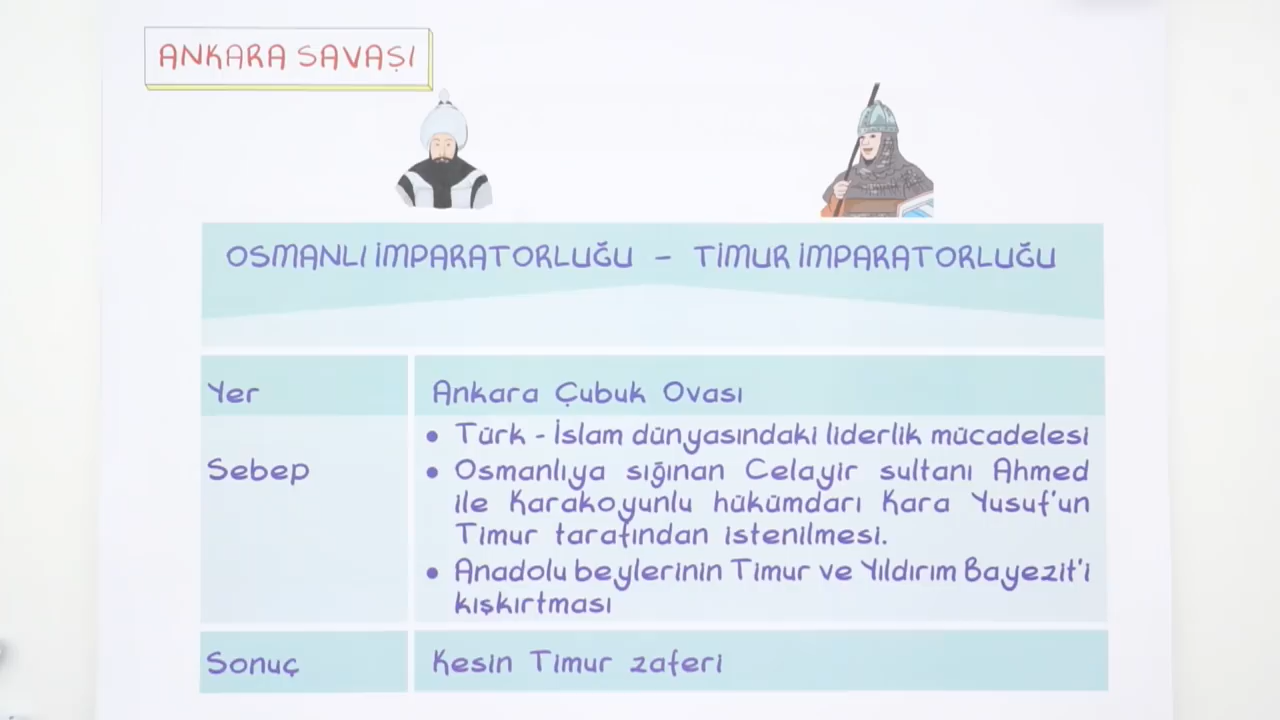 ANKARA SAVAŞI
OSMANLI İMPARATORLUĞU - TİMUR İMPARATORLUĞU
Yer
Ankara Çubuk Ovası
Sebep
• Türk - İslam dünyasındaki liderlik mücadelesi
• Osmanlıya sığınan Celayir sultanı Ahmed
ile Karakoyunlu hükümdarı Kara Yusuf'un
Timur tarafından istenilmesi.
• Anadolu beylerinin Timur ve Yıldırım Bayezit'i
kışkırtması
Sonuç
Kesin Timur zaferi